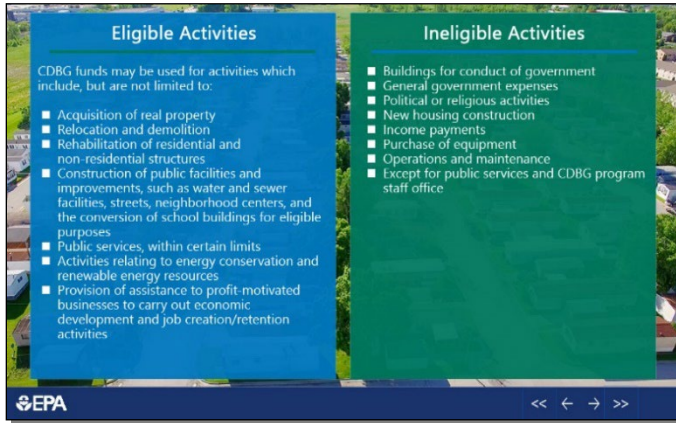 Eligible Activities
CDBG funds may be used for activities which
include, but are not limited to:
■ Acquisition of real property
■ Relocation and demolition
■ Rehabilitation of residential and
non-residential structures
■ Construction of public facilities and
improvements, such as water and sewer
facilities, streets, neighborhood centers, and
the conversion of school buildings for eligible
purposes
■ Public services, within certain limits
■ Activities relating to energy conservation and
renewable energy resources
■ Provision of assistance to profit-motivated
businesses to carry out economic
development and job creation/retention
activities
Ineligible Activities
■ Buildings for conduct of government
■ General government expenses
■ Political or religious activities
■ New housing construction
■ Income payments
■ Purchase of equipment
■ Operations and maintenance
■ Except for public services and CDBG program
staff office
EPA
<< ← → >>